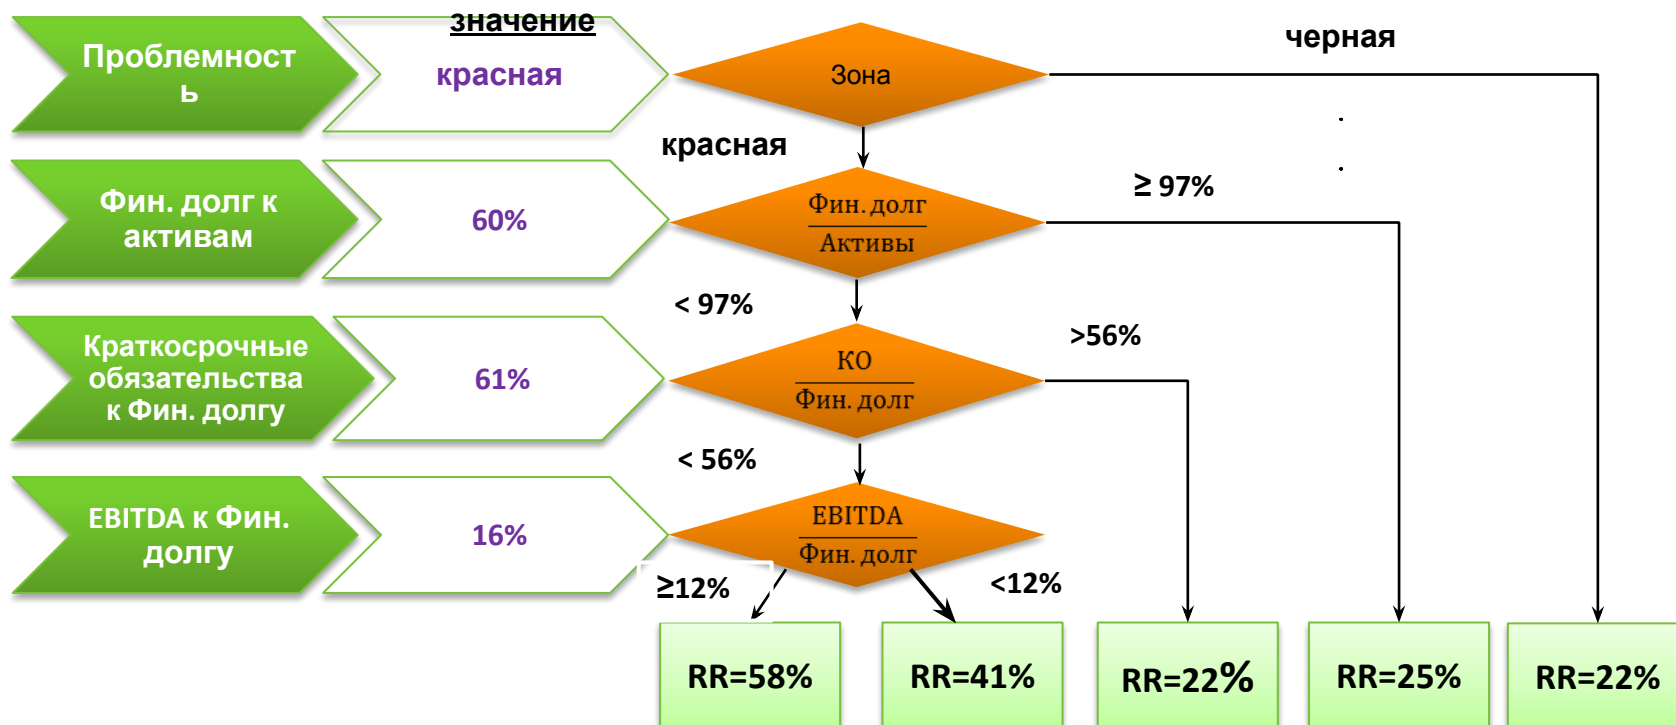 значение
Проблемност
ь
красная
Зона
черная
красная
Фин. долг к
активам
60%
Фин. долг
Активы
≥ 97%
< 97%
Краткосрочные
обязательства
к Фин. долгу
61%
КО
Фин. долг
>56%
< 56%
EBITDA к Фин.
долгу
16%
EBITDA
Фин. долг
≥12%
<12%
RR=58%
RR=41%
RR=22%
RR=25%
RR=22%